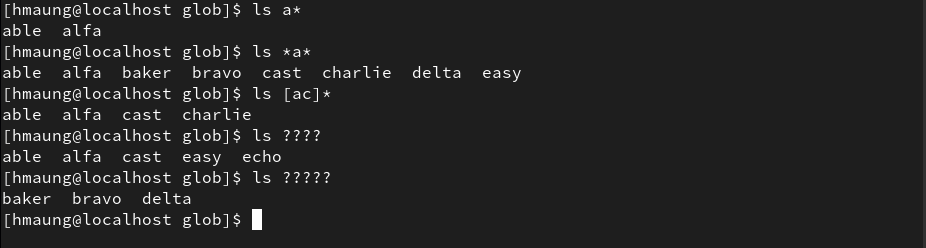 [hmaung@localhost glob]$ ls a*
able  alfa
[hmaung@localhost glob]$ ls *a*
able  alfa  baker  bravo  cast  charlie  delta  easy
[hmaung@localhost glob]$ ls [ac]*
able  alfa  cast  charlie
[hmaung@localhost glob]$ ls ????
able  alfa  cast  easy  echo
[hmaung@localhost glob]$ ls ?????
baker  bravo  delta
[hmaung@localhost glob]$